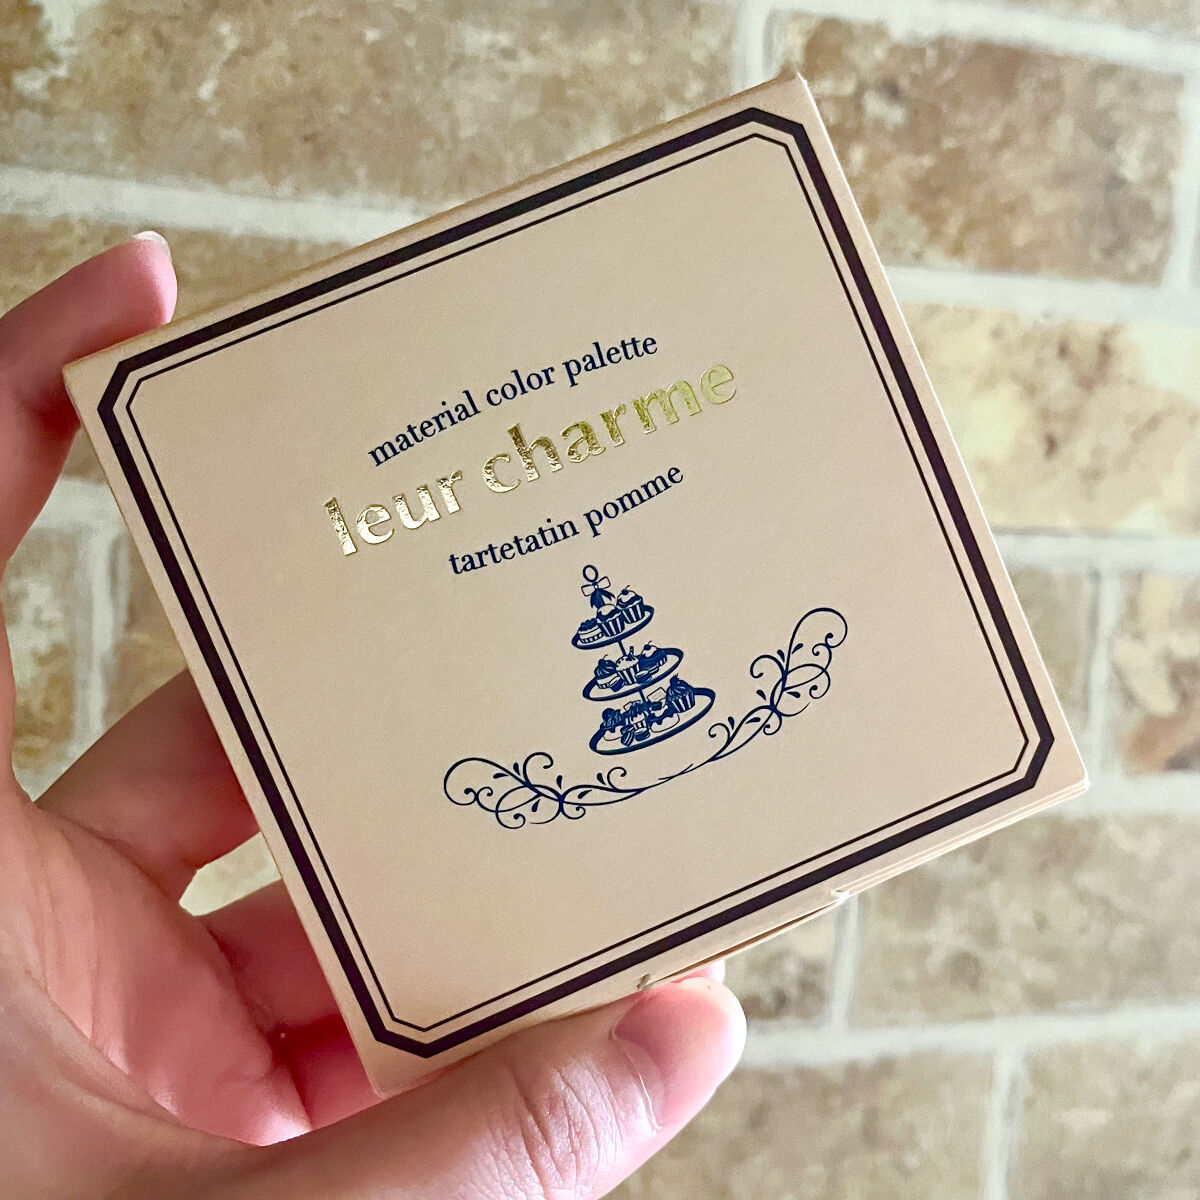 material color palette
leur charme
tartetatin pomme